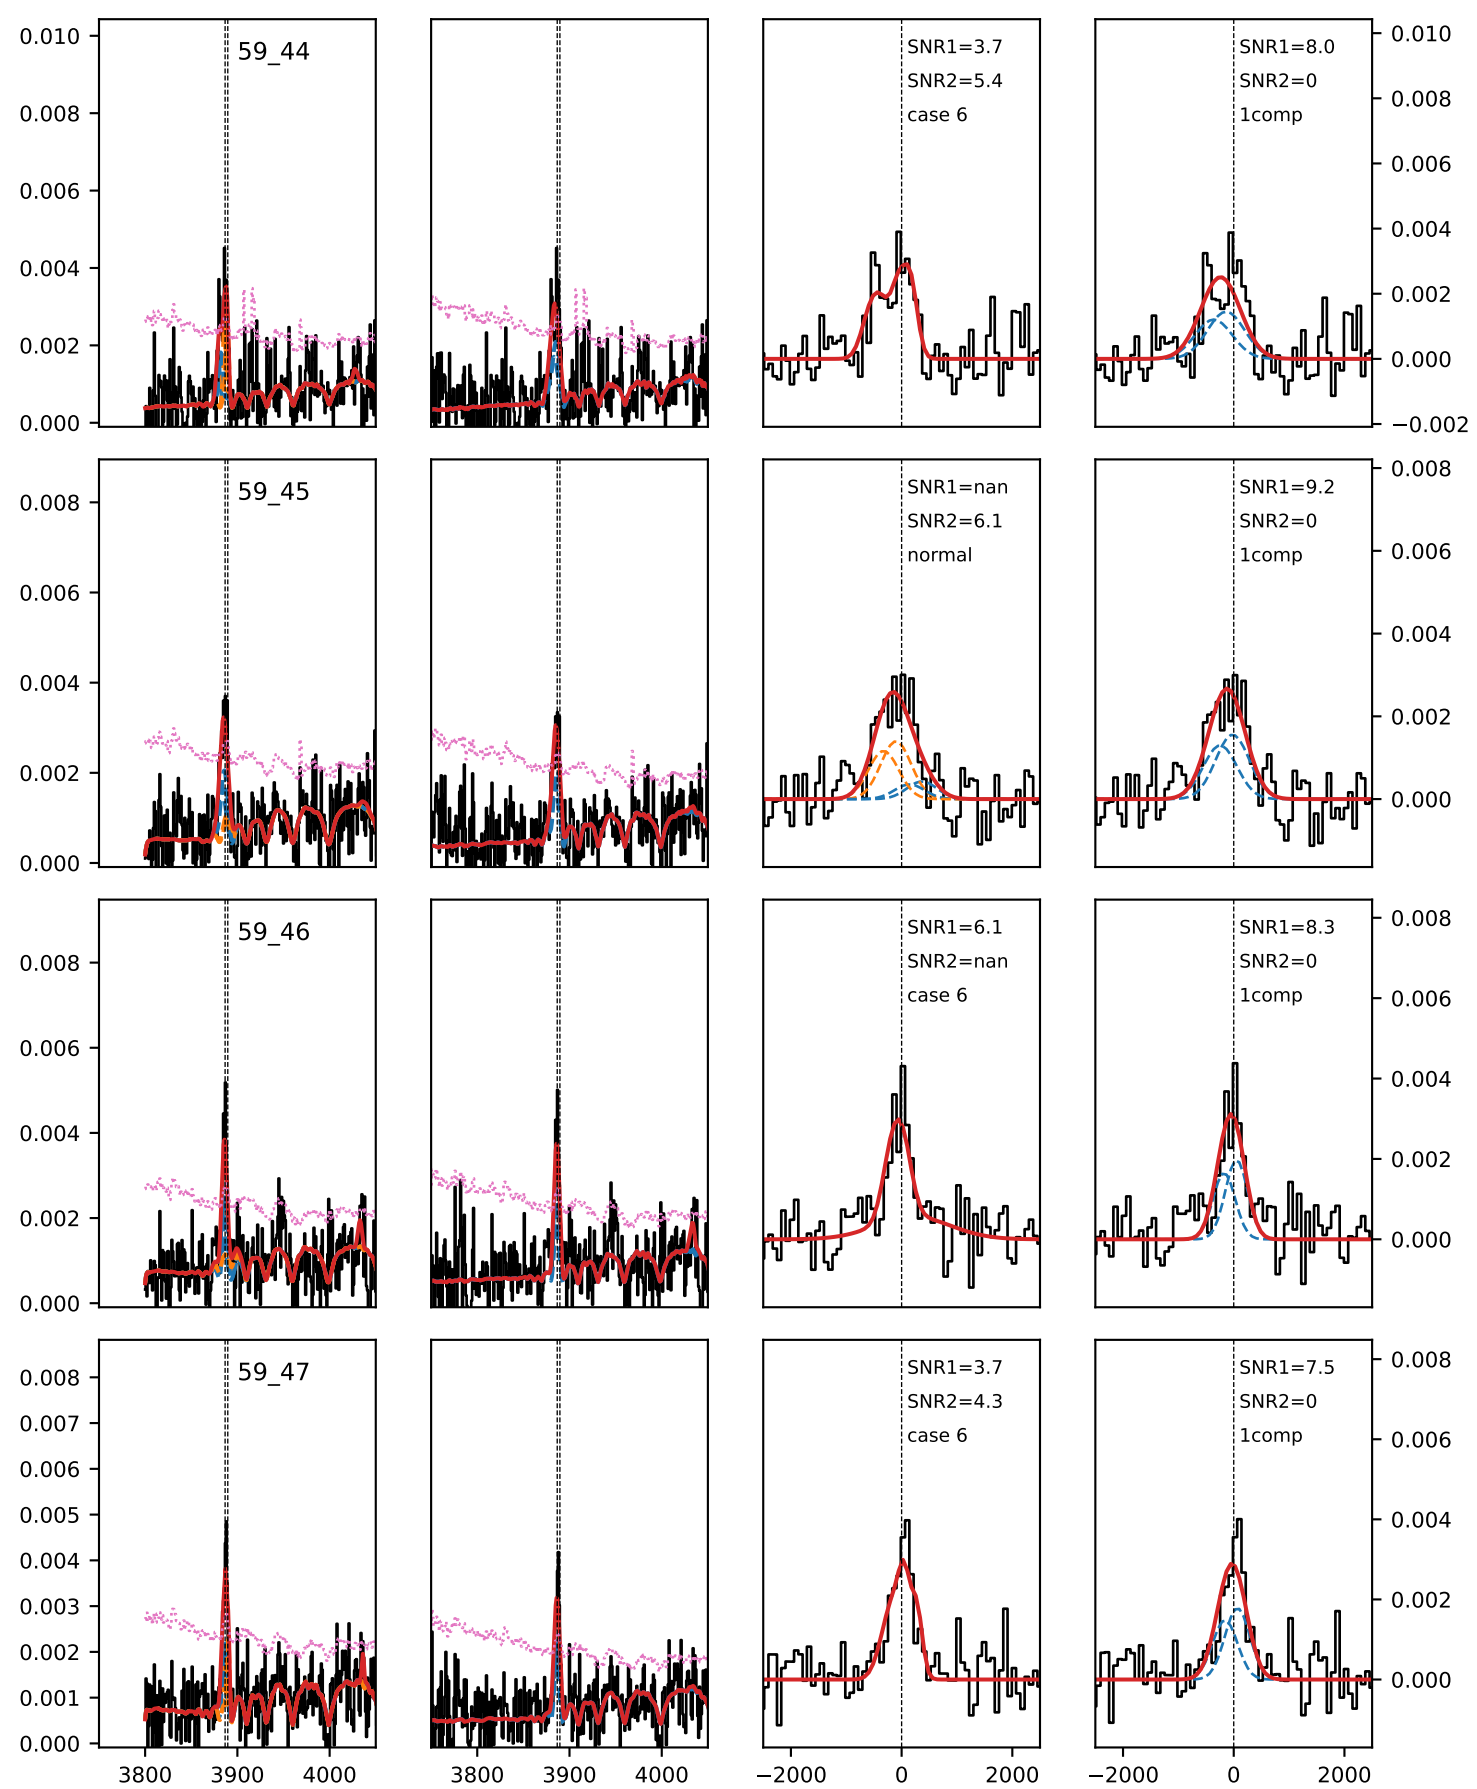 0.010
0.008
0.006
0.004
0.002
0.000
59_44
SNR1=3.7
SNR2=5.4
case 6
SNR1=8.0
SNR2=0
1comp
0.010
0.008
0.006
0.004
0.002
0.000
−0.002
0.008
0.006
0.004
0.002
0.000
59_45
SNR1=nan
SNR2=6.1
normal
SNR1=9.2
SNR2=0
1comp
0.008
0.006
0.004
0.002
0.000
0.008
0.006
0.004
0.002
0.000
59_46
SNR1=6.1
SNR2=nan
case 6
SNR1=8.3
SNR2=0
1comp
0.008
0.006
0.004
0.002
0.000
0.008
0.007
0.006
0.005
0.004
0.003
0.002
0.001
0.000
59_47
SNR1=3.7
SNR2=4.3
case 6
SNR1=7.5
SNR2=0
1comp
0.008
0.006
0.004
0.002
0.000
3800 3900 4000
3800 3900 4000
−2000 0 2000
−2000 0 2000